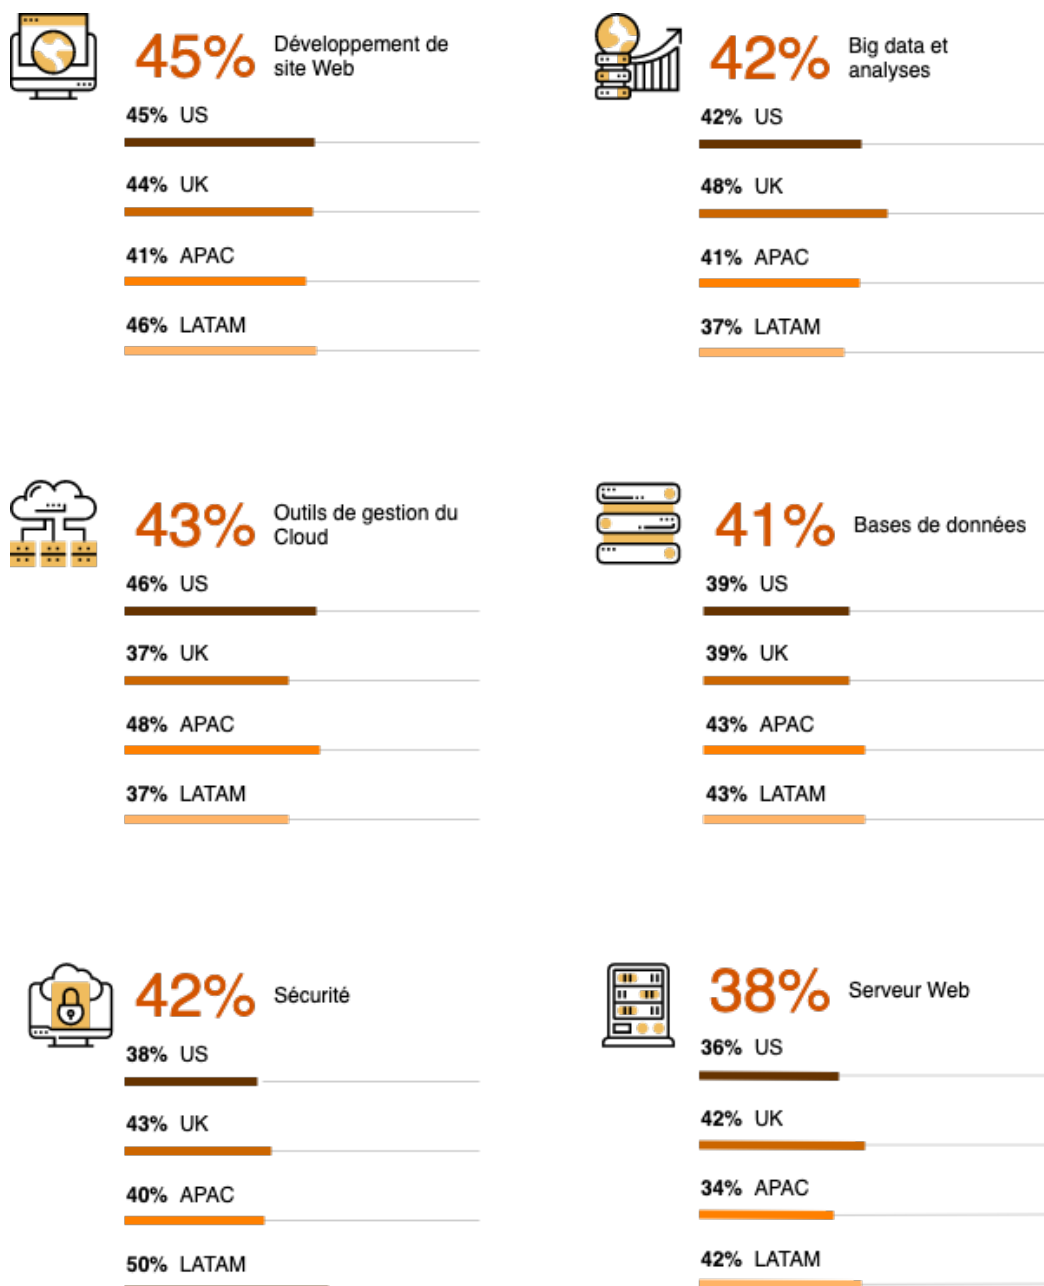 45%
Développement de
site Web
45% US
44% UK
41% APAC
46% LATAM
42%
Big data et
analyses
42% US
48% UK
41% APAC
37% LATAM
43%
Outils de gestion du
Cloud
46% US
37% UK
48% APAC
37% LATAM
41%
Bases de données
39% US
39% UK
43% APAC
43% LATAM
42%
Sécurité
38% US
43% UK
40% APAC
50% LATAM
38%
Serveur Web
36% US
42% UK
34% APAC
42% LATAM